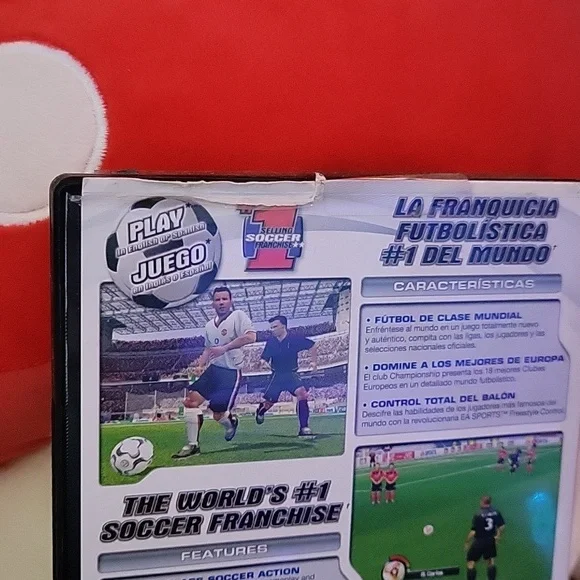 PLAY
in English or Spanish
JUEGO
en Inglés o Español
#1
SELLING
SOCCER
FRANCHISE
LA FRANQUICIA
FUTBOLÍSTICA
#1 DEL MUNDO
CARACTERÍSTICAS
• FÚTBOL DE CLASE MUNDIAL
Enfréntese al mundo en un juego totalmente nuevo
y auténtico, compita con las ligas, los jugadores y las
selecciones nacionales oficiales.
• DOMINE A LOS MEJORES DE EUROPA
El club Championship presenta los 18 mejores Clubes
Europeos en un detallado mundo futbolístico.
• CONTROL TOTAL DEL BALÓN
Descifre las habilidades de los jugadores más famosos del
mundo con la revolucionaria EA SPORTS™ Freestyle Control.
THE WORLD'S #1
SOCCER FRANCHISE
FEATURES
SOCCER ACTION
3